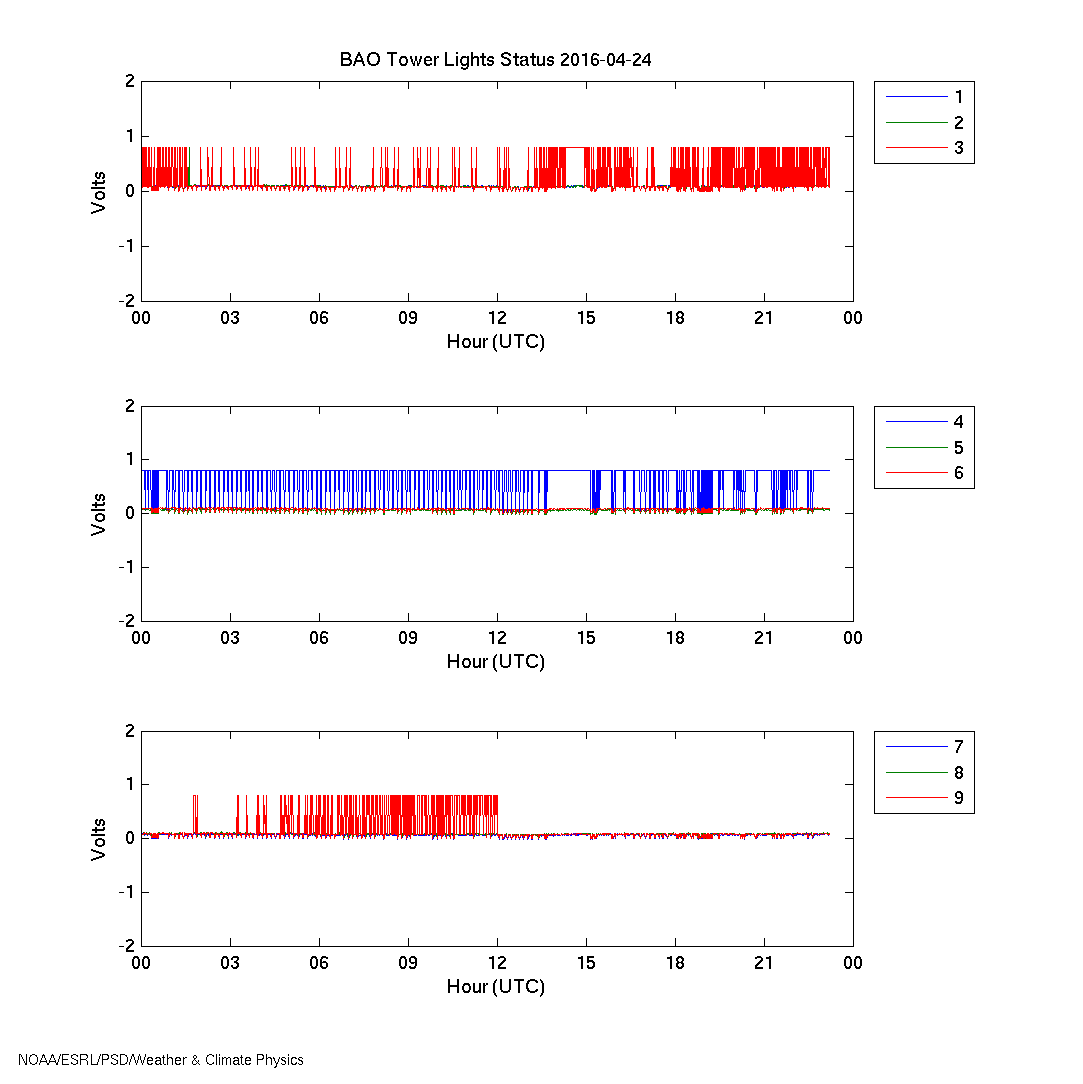 BAO Tower Lights Status 2016-04-24
2
1
0
-1
-2
Volts
00 03 06 09 12 15 18 21 00
Hour (UTC)
1
2
3
2
1
0
-1
-2
Volts
00 03 06 09 12 15 18 21 00
Hour (UTC)
4
5
6
2
1
0
-1
-2
Volts
00 03 06 09 12 15 18 21 00
Hour (UTC)
7
8
9
NOAA/ESRL/PSD/Weather & Climate Physics